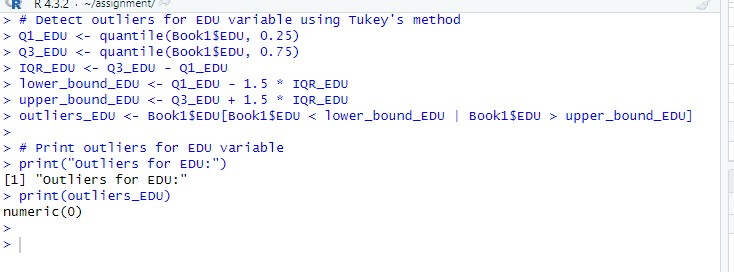 R 4.3.2 · ~/assignment/
> # Detect outliers for EDU variable using Tukey's method
> Q1_EDU <- quantile(Book1$EDU, 0.25)
> Q3_EDU <- quantile(Book1$EDU, 0.75)
> IQR_EDU <- Q3_EDU - Q1_EDU
> lower_bound_EDU <- Q1_EDU - 1.5 * IQR_EDU
> upper_bound_EDU <- Q3_EDU + 1.5 * IQR_EDU
> outliers_EDU <- Book1$EDU[Book1$EDU < lower_bound_EDU | Book1$EDU > upper_bound_EDU]
>
> # Print outliers for EDU variable
> print("Outliers for EDU:")
[1] "Outliers for EDU:"
> print(outliers_EDU)
numeric(0)
>
>